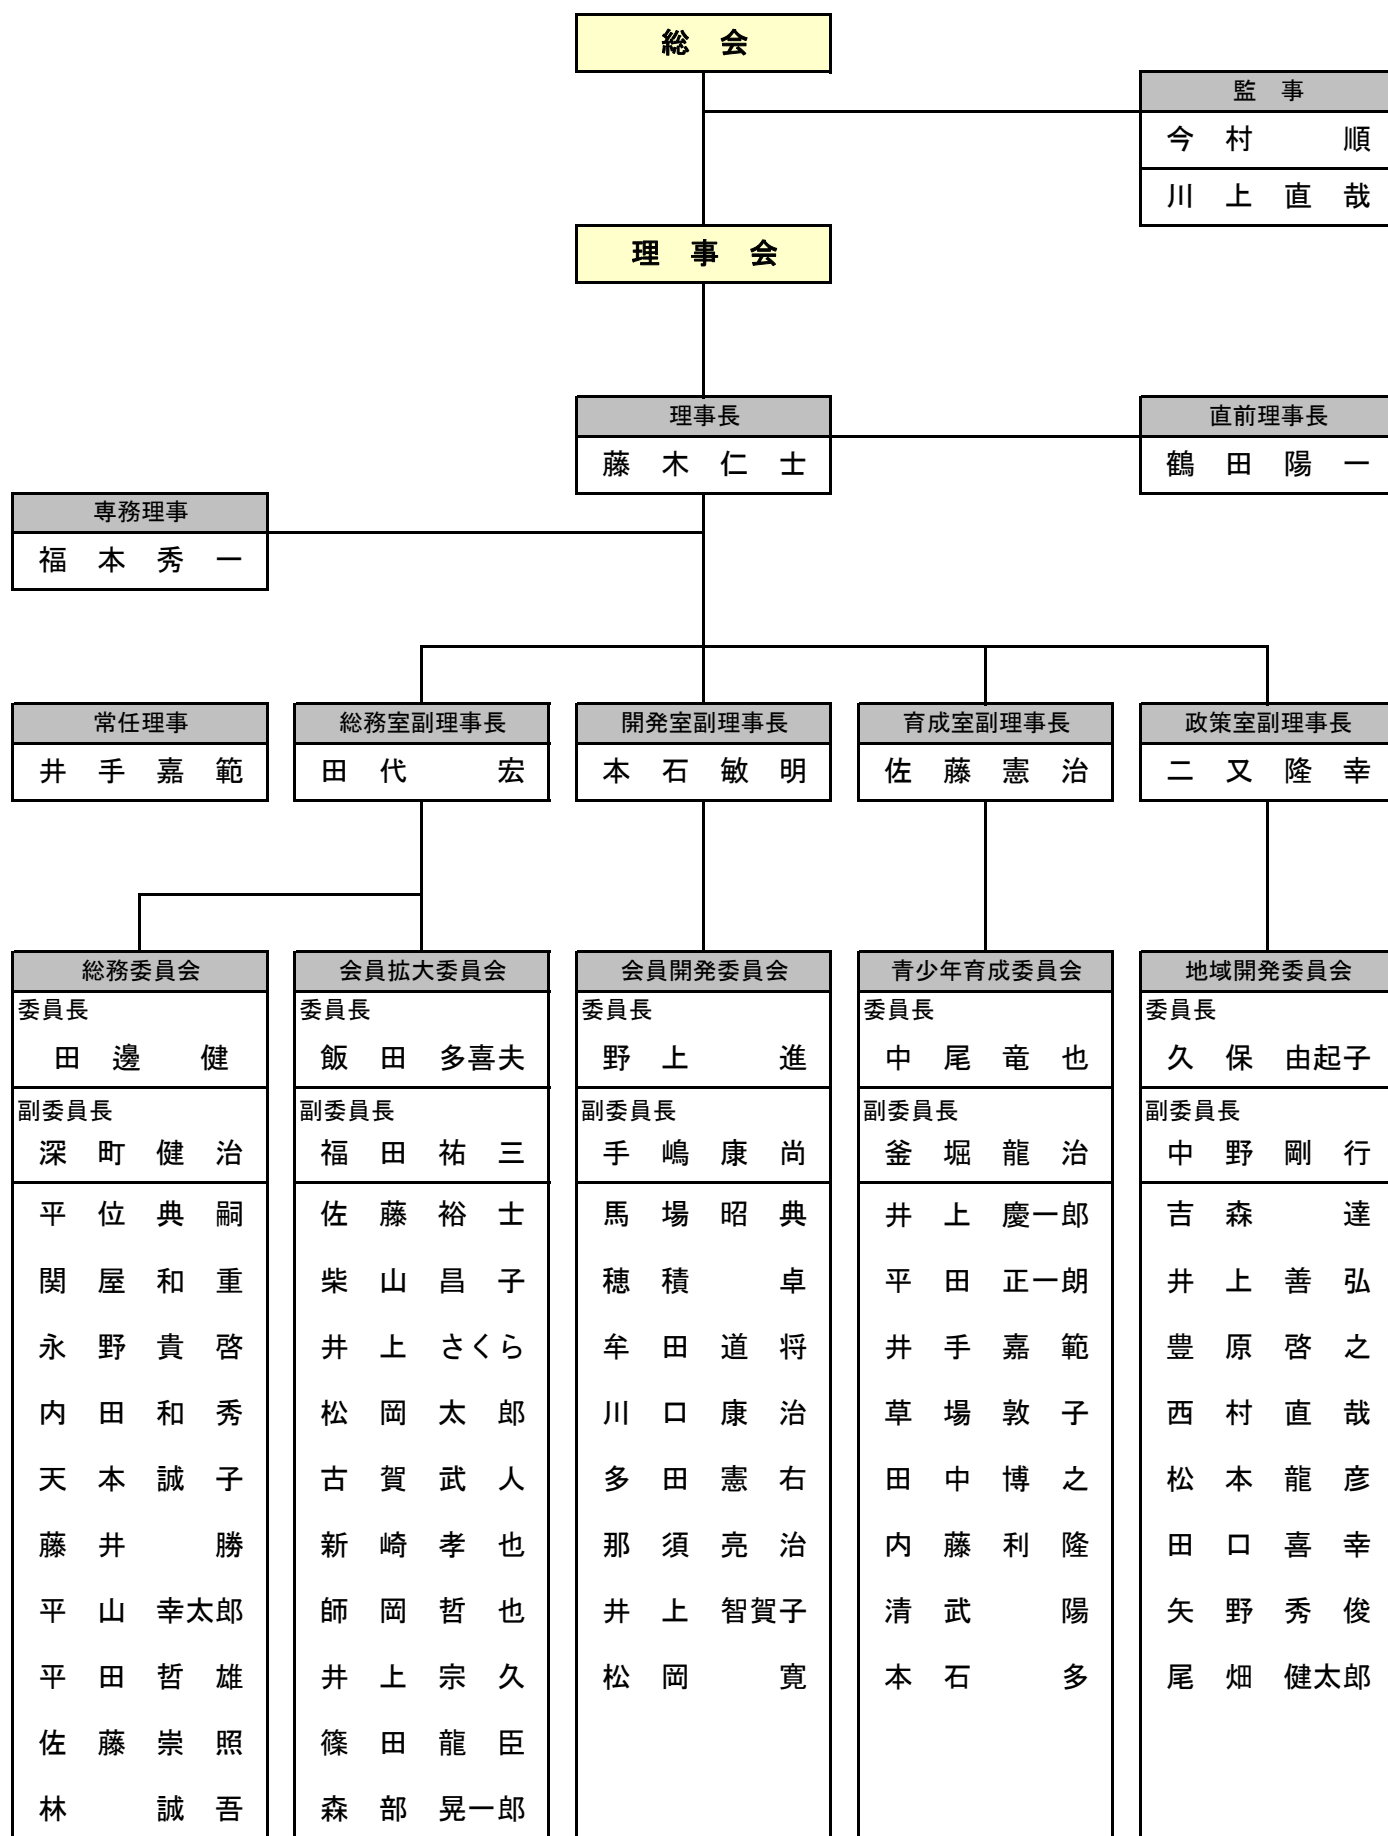 総 会
監 事
今 村 順
川 上 直 哉
理 事 会
理事長
藤 木 仁 士
直前理事長
鶴 田 陽 一
専務理事
福 本 秀 一
常任理事
井 手 嘉 範
総務室副理事長
田 代 宏
開発室副理事長
本 石 敏 明
育成室副理事長
佐 藤 憲 治
政策室副理事長
二 又 隆 幸
総務委員会
委員長
田 邊 健
副委員長
深 町 健 治
平 位 典 嗣
関 屋 和 重
永 野 貴 啓
内 田 和 秀
天 本 誠 子
藤 井 勝
平 山 幸太郎
平 田 哲 雄
佐 藤 崇 照
林 誠 吾
会員拡大委員会
委員長
飯 田 多喜夫
副委員長
福 田 祐 三
佐 藤 裕 士
柴 山 昌 子
井 上 さくら
松 岡 太 郎
古 賀 武 人
新 崎 孝 也
師 岡 哲 也
井 上 宗 久
篠 田 龍 臣
森 部 晃一郎
会員開発委員会
委員長
野 上 進
副委員長
手 嶋 康 尚
馬 場 昭 典
穂 積 卓
牟 田 道 将
川 口 康 治
多 田 憲 右
那 須 亮 治
井 上 智賀子
松 岡 寛
青少年育成委員会
委員長
中 尾 竜 也
副委員長
釜 堀 龍 治
井 上 慶一郎
平 田 正一朗
井 手 嘉 範
草 場 敦 子
田 中 博 之
内 藤 利 隆
清 武 陽
本 石 多
地域開発委員会
委員長
久 保 由起子
副委員長
中 野 剛 行
吉 森 達
井 上 善 弘
豊 原 啓 之
西 村 直 哉
松 本 龍 彦
田 口 喜 幸
矢 野 秀 俊
尾 畑 健太郎